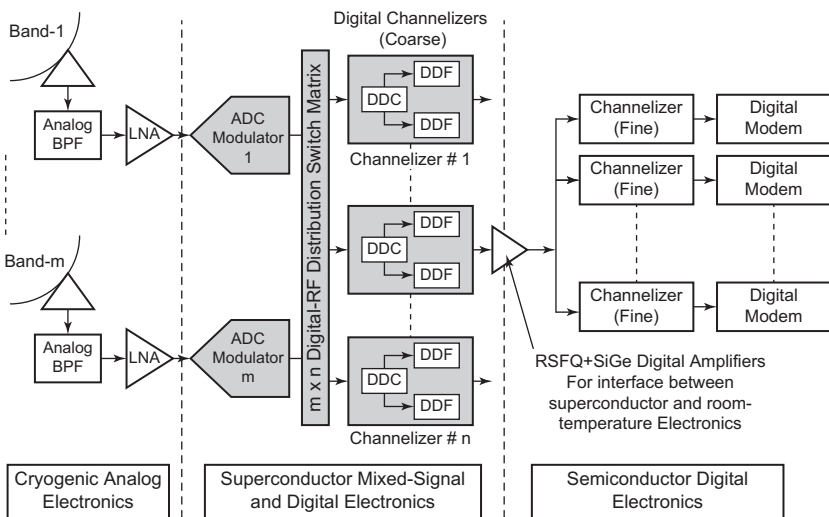 Band-1
Analog
BPF
LNA
ADC
Modulator
1
m x n Digital-RF Distribution Switch Matrix
Digital Channelizers
(Coarse)
DDC
DDF
DDF
Channelizer # 1
DDC
DDF
DDF
Channelizer
(Fine)
Digital
Modem
Channelizer
(Fine)
Digital
Modem
Channelizer
(Fine)
Digital
Modem
Band-m
Analog
BPF
LNA
ADC
Modulator
m
DDC
DDF
DDF
Channelizer # n
RSFQ+SiGe Digital Amplifiers
For interface between
superconductor and room-
temperature Electronics
Cryogenic Analog
Electronics
Superconductor Mixed-Signal
and Digital Electronics
Semiconductor Digital
Electronics